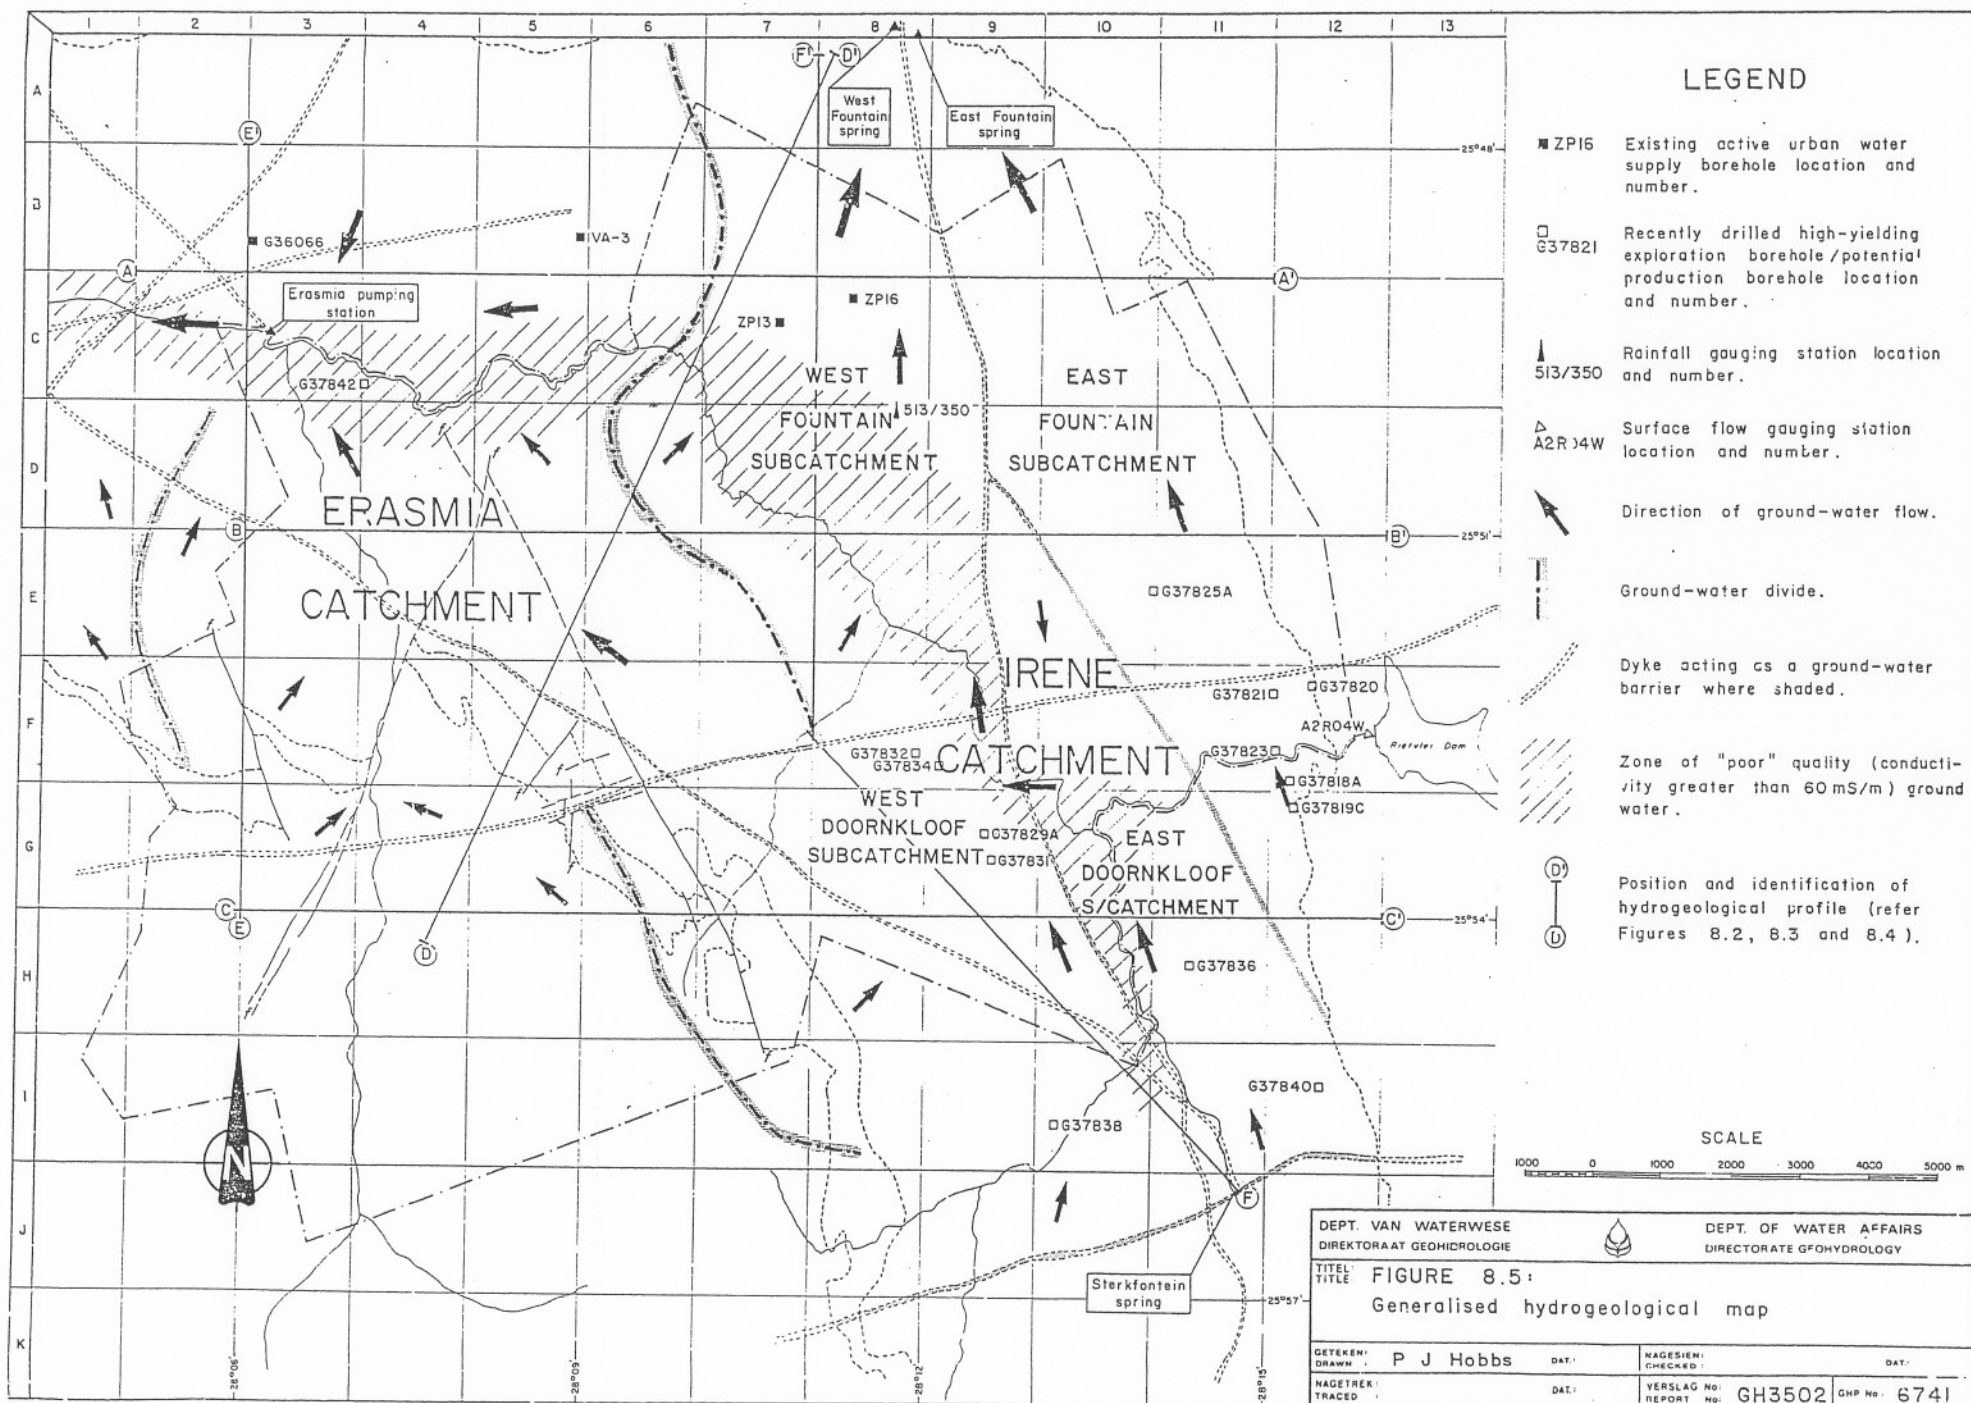 1 2 3 4 5 6 7 8 9 10 11 12 13
A
B
C
D
E
F
G
H
I
J
K
F' D'
E'
West
Fountain
spring
East Fountain
spring
25°48'
G36066
IVA-3
A
A'
Erasmia pumping
station
ZP16
ZP13
G37842
WEST
FOUNTAIN
SUBCATCHMENT
513/350
EAST
FOUNTAIN
SUBCATCHMENT
ERASMIA
CATCHMENT
B
B'
25°51'
G37825A
IRENE
CATCHMENT
G37821
G37820
A2R04W
Rietvlei Dam
G37832
G37834
G37823
G37818A
G37819C
WEST
DOORNKLOOF
SUBCATCHMENT
G37829A
G37831
EAST
DOORNKLOOF
S/CATCHMENT
C
E
D
C'
25°54'
G37836
G37840
G37838
N
F
Sterkfontein
spring
25°57'
28°06'
28°09'
28°12'
28°15'
LEGEND
ZP16 Existing active urban water
supply borehole location and
number.
G37821 Recently drilled high-yielding
exploration borehole/potential
production borehole location
and number.
513/350 Rainfall gauging station location
and number.
A2R04W Surface flow gauging station
location and number.
Direction of ground-water flow.
Ground-water divide.
Dyke acting as a ground-water
barrier where shaded.
Zone of "poor" quality (conducti-
vity greater than 60 mS/m) ground
water.
D'
D
Position and identification of
hydrogeological profile (refer
Figures 8.2, 8.3 and 8.4).
SCALE
1000 0 1000 2000 3000 4000 5000 m
DEPT. VAN WATERWESE
DIREKTORAAT GEOHIDROLOGIE
DEPT. OF WATER AFFAIRS
DIRECTORATE GEOHYDROLOGY
TITEL:
TITLE: FIGURE 8.5:
Generalised hydrogeological map
GETEKEN:
DRAWN : P J Hobbs DAT.:
NAGESIEN:
CHECKED : DAT.:
NAGETREK:
TRACED : DAT.:
VERSLAG No:
REPORT No: GH3502 GHP No. 6741